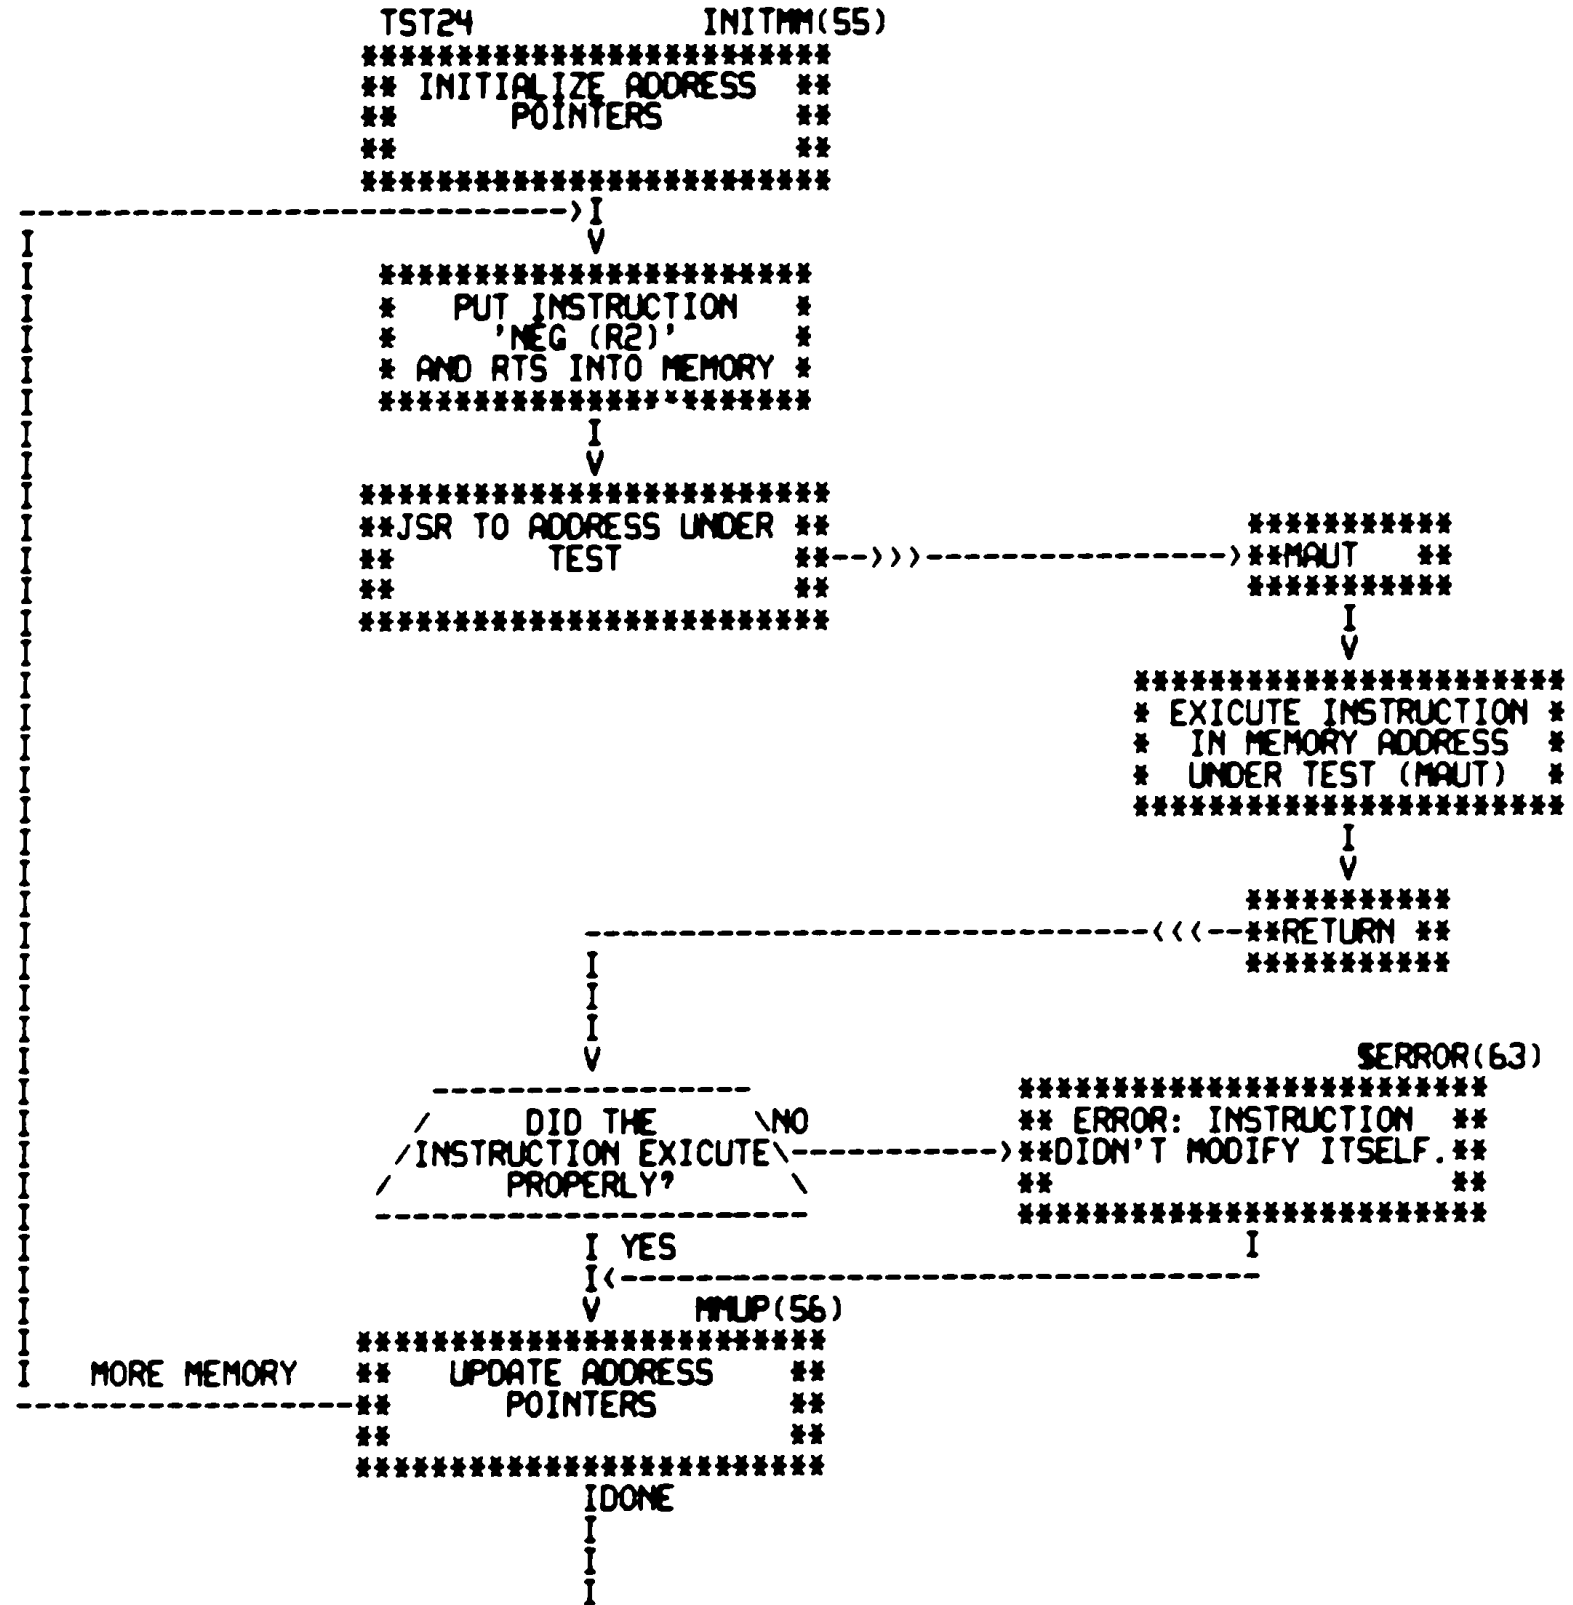 TST24 INITMM(55)
INITIALIZE ADDRESS
POINTERS
PUT INSTRUCTION
'NEG (R2)'
AND RTS INTO MEMORY
JSR TO ADDRESS UNDER
TEST
MAUT
EXICUTE INSTRUCTION
IN MEMORY ADDRESS
UNDER TEST (MAUT)
RETURN
$ERROR(63)
DID THE
INSTRUCTION EXICUTE
PROPERLY?
NO
ERROR: INSTRUCTION
DIDN'T MODIFY ITSELF.
YES
MMUP(56)
MORE MEMORY
UPDATE ADDRESS
POINTERS
DONE